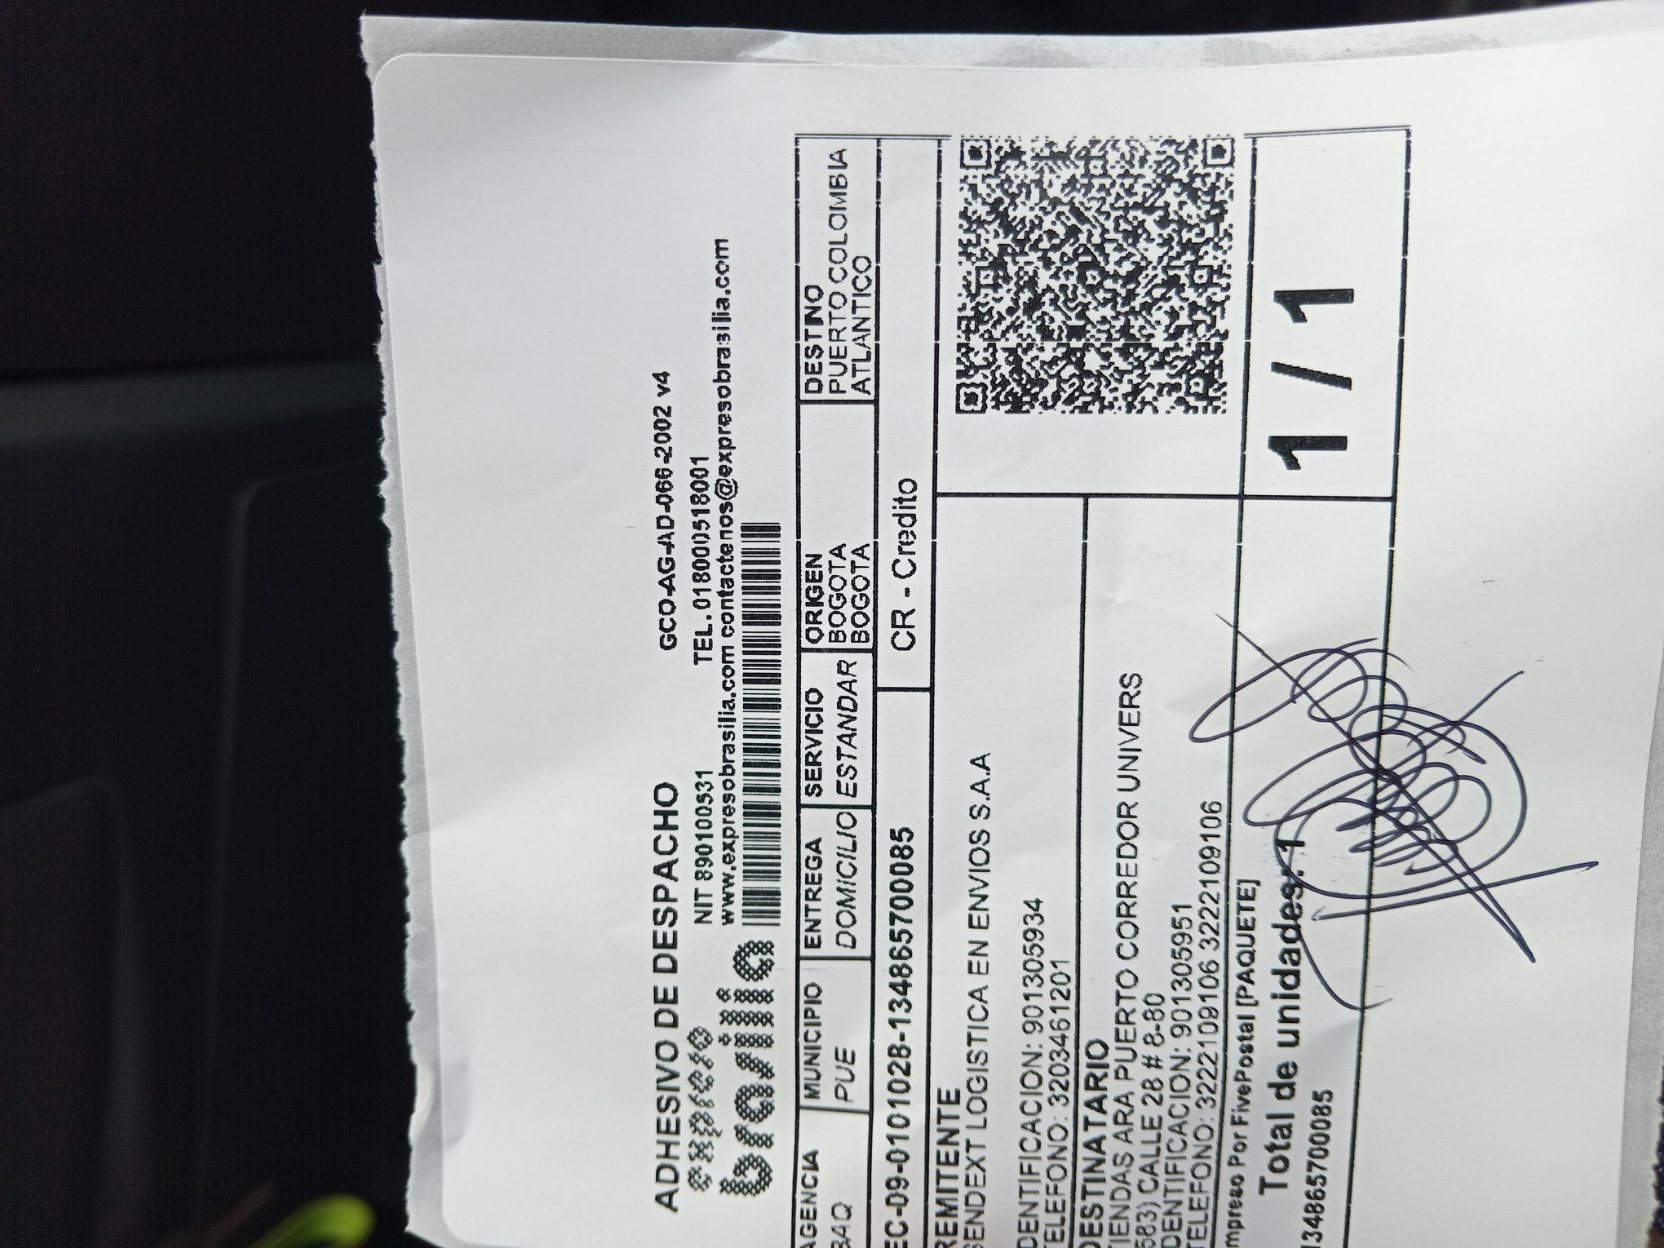 ADHESIVO DE DESPACHO GCO-AG-AD-066-2002 v4
expreso
brasilia
NIT 890100531 TEL. 018000518001
www.expresobrasilia.com contactenos@expresobrasilia.com
AGENCIA MUNICIPIO ENTREGA SERVICIO ORIGEN DESTINO
BAQ PUE DOMICILIO ESTANDAR BOGOTA PUERTO COLOMBIA
BOGOTA ATLANTICO
EC-09-0101028-134865700085 CR - Credito
REMITENTE
SENDEXT LOGISTICA EN ENVIOS S.A.A
IDENTIFICACION: 901305934
TELEFONO: 3203461201
DESTINATARIO
TIENDAS ARA PUERTO CORREDOR UNIVERS
583) CALLE 28 # 8-80
IDENTIFICACION: 901305951
TELEFONO: 3222109106 3222109106
Impreso Por FivePostal [PAQUETE]
Total de unidades: 1
134865700085
1 / 1